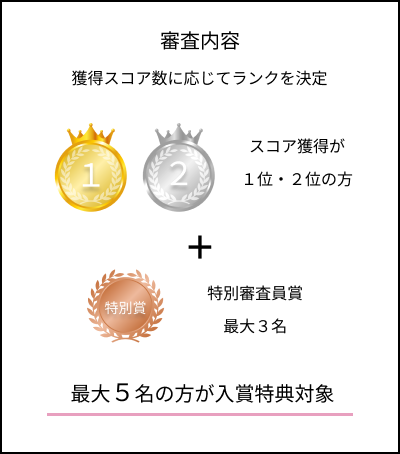 審査内容
獲得スコア数に応じてランクを決定
1
2
スコア獲得が
１位・２位の方
+
特別賞
特別審査員賞
最大３名
最大５名の方が入賞特典対象